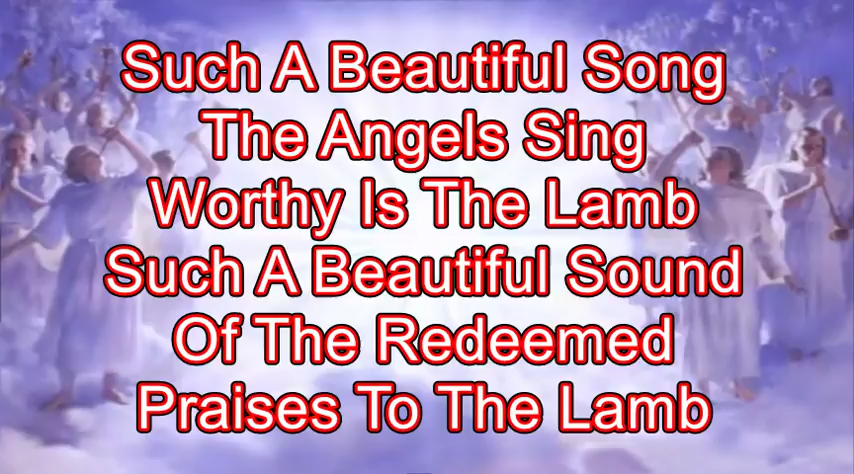 Such A Beautiful Song
The Angels Sing
Worthy Is The Lamb
Such A Beautiful Sound
Of The Redeemed
Praises To The Lamb